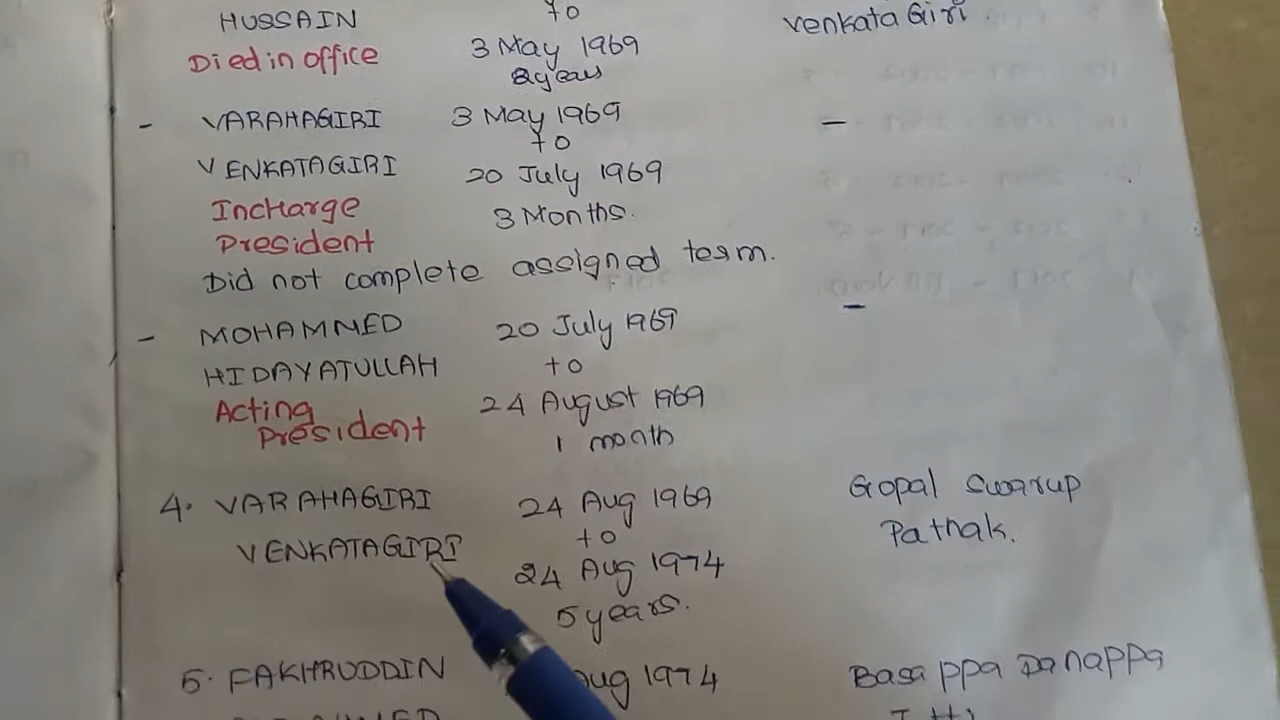 HUSSAIN to Venkata Giri
Died in office 3 May 1969
2 years
- VARAHAGIRI 3 May 1969 -
to
VENKATAGIRI 20 July 1969
Incharge 3 Months.
President
Did not complete assigned term.
- MOHAMMED 20 July 1969 -
HIDAYATULLAH to
Acting 24 August 1969
President 1 month
4. VARAHAGIRI 24 Aug 1969 Gopal Swarup
VENKATAGIRI to Pathak.
24 Aug 1974
5 years.
5. FAKHRUDDIN Aug 1974 Basappa Danappa